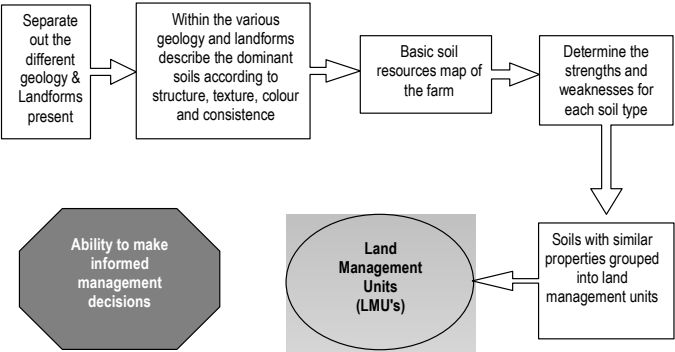 Separate
out the
different
geology &
Landforms
present
Within the various
geology and landforms
describe the dominant
soils according to
structure, texture, colour
and consistence
Basic soil
resources map of
the farm
Determine the
strengths and
weaknesses for
each soil type
Soils with similar
properties grouped
into land
management units
Land
Management
Units
(LMU's)
Ability to make
informed
management
decisions